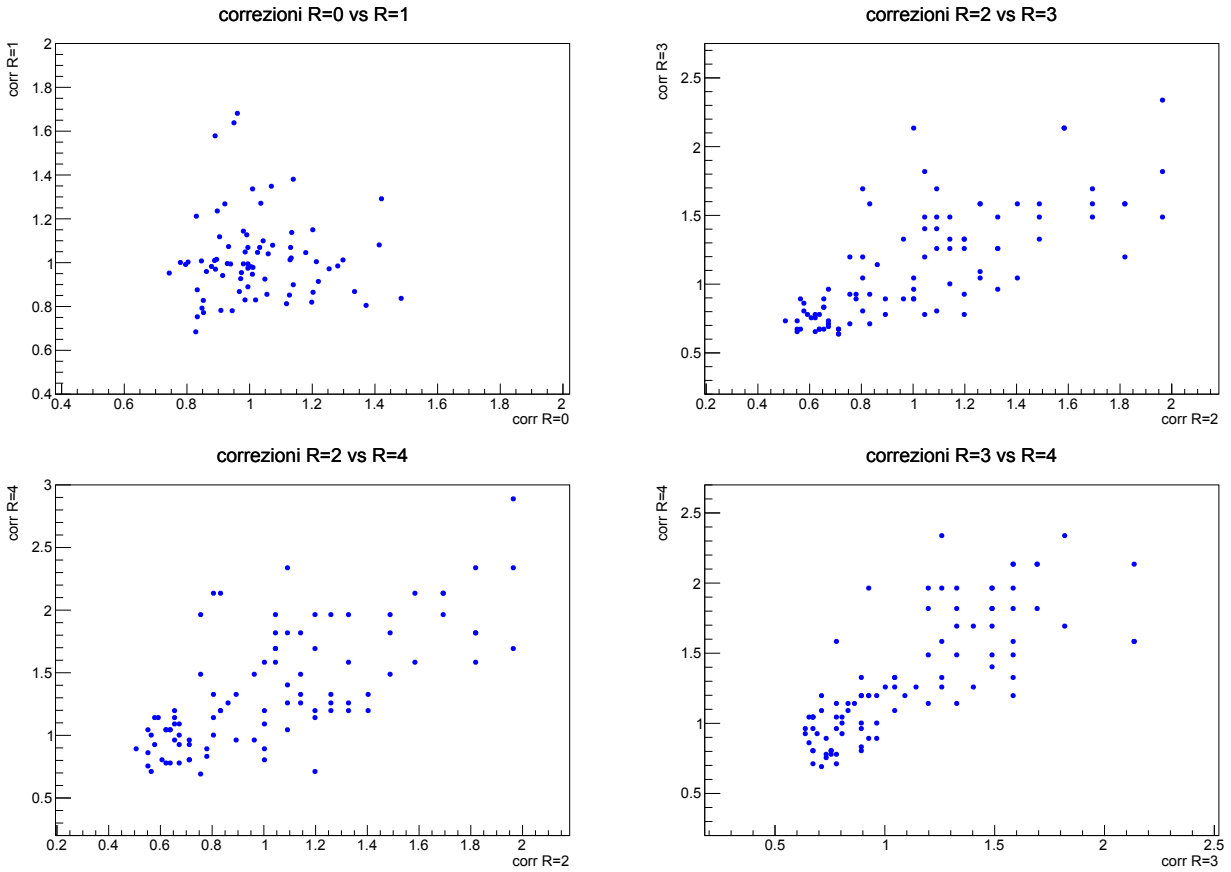 correzioni R=0 vs R=1
corr R=1
2
1.8
1.6
1.4
1.2
1
0.8
0.6
0.4
0.4 0.6 0.8 1 1.2 1.4 1.6 1.8 2
corr R=0
correzioni R=2 vs R=3
corr R=3
2.5
2
1.5
1
0.5
0.2 0.4 0.6 0.8 1 1.2 1.4 1.6 1.8 2
corr R=2
correzioni R=2 vs R=4
corr R=4
3
2.5
2
1.5
1
0.5
0.2 0.4 0.6 0.8 1 1.2 1.4 1.6 1.8 2
corr R=2
correzioni R=3 vs R=4
corr R=4
2.5
2
1.5
1
0.5
0.5 1 1.5 2 2.5
corr R=3